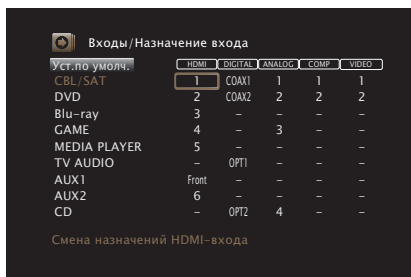 Входы/Назначение входа
Уст.по умолч. HDMI DIGITAL ANALOG COMP VIDEO
CBL/SAT 1 COAX1 1 1 1
DVD 2 COAX2 2 2 2
Blu-ray 3 – – – –
GAME 4 – 3 – –
MEDIA PLAYER 5 – – – –
TV AUDIO – OPT1 – – –
AUX1 Front – – – –
AUX2 6 – – – –
CD – OPT2 4 – –
Смена назначений HDMI-входа